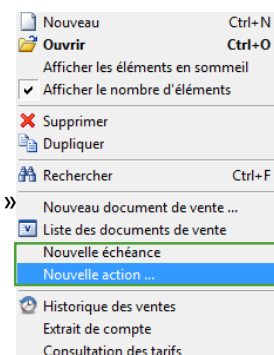 Nouveau Ctrl+N
Ouvrir Ctrl+O
Afficher les éléments en sommeil
Afficher le nombre d'éléments
Supprimer
Dupliquer
Rechercher Ctrl+F
» Nouveau document de vente ...
Liste des documents de vente
Nouvelle échéance
Nouvelle action ...
Historique des ventes
Extrait de compte
Consultation des tarifs